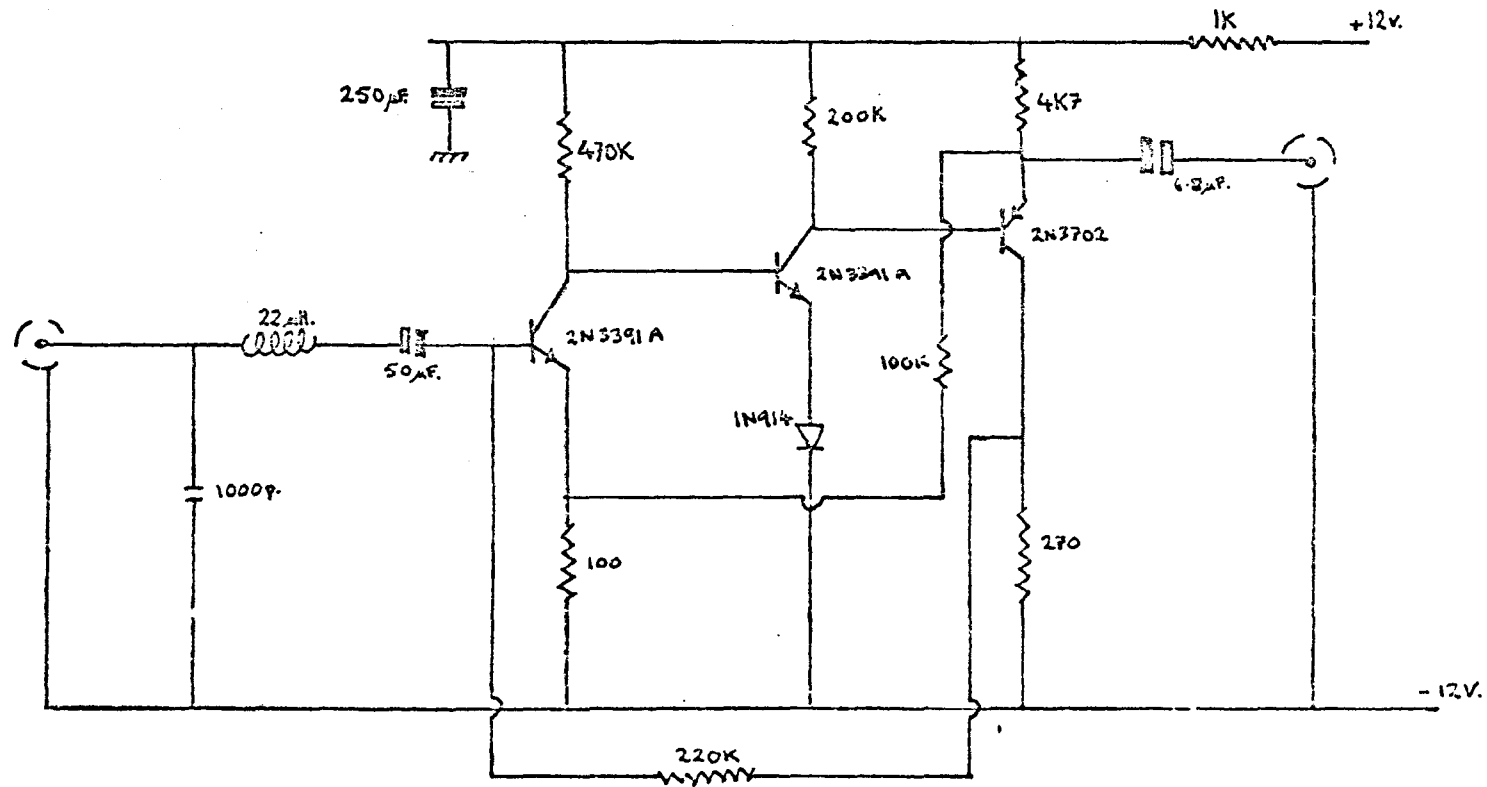 1K
+12v.
250µF.
470K
200K
4K7
6.8µF.
2N3702
2N3391A
22µH.
2N3391A
50µF.
100K
1N914
1000p.
100
270
-12V.
220K